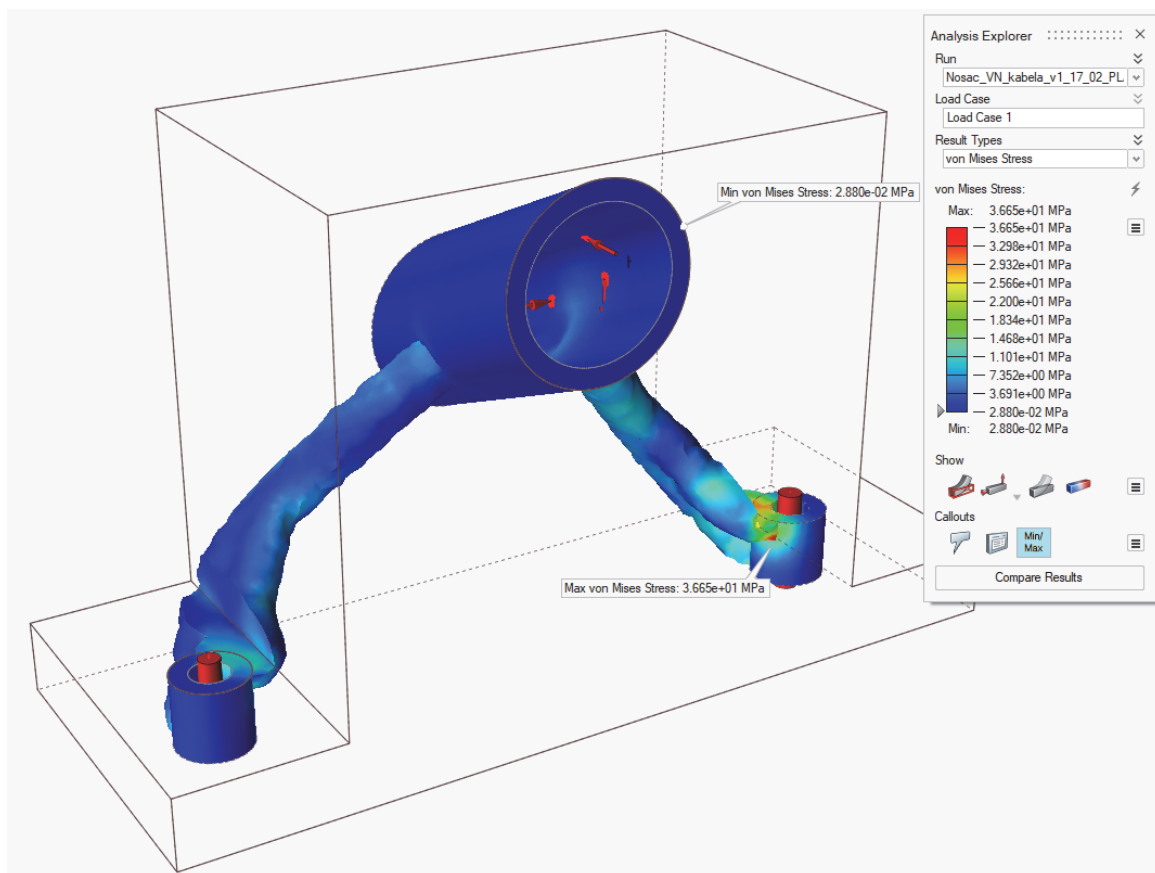 Analysis Explorer
Run
Nosac_VN_kabela_v1_17_02_PL
Load Case
Load Case 1
Result Types
von Mises Stress
von Mises Stress:
Max: 3.665e+01 MPa
3.665e+01 MPa
3.298e+01 MPa
2.932e+01 MPa
2.566e+01 MPa
2.200e+01 MPa
1.834e+01 MPa
1.468e+01 MPa
1.101e+01 MPa
7.352e+00 MPa
3.691e+00 MPa
2.880e-02 MPa
Min: 2.880e-02 MPa
Show
Callouts
Min/
Max
Compare Results
Min von Mises Stress: 2.880e-02 MPa
Max von Mises Stress: 3.665e+01 MPa